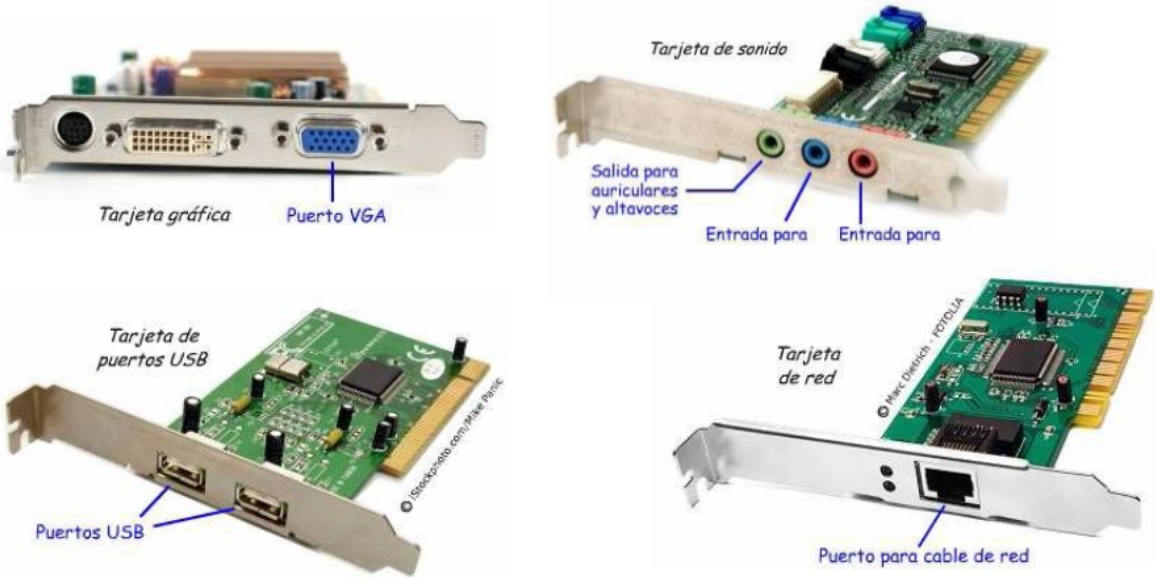 Tarjeta gráfica
Puerto VGA
Tarjeta de sonido
Salida para
auriculares
y altavoces
Entrada para
Entrada para
Tarjeta de
puertos USB
Puertos USB
© iStockphoto.com/Mike Panic
Tarjeta
de red
© Marc Dietrich - FOTOLIA
Puerto para cable de red